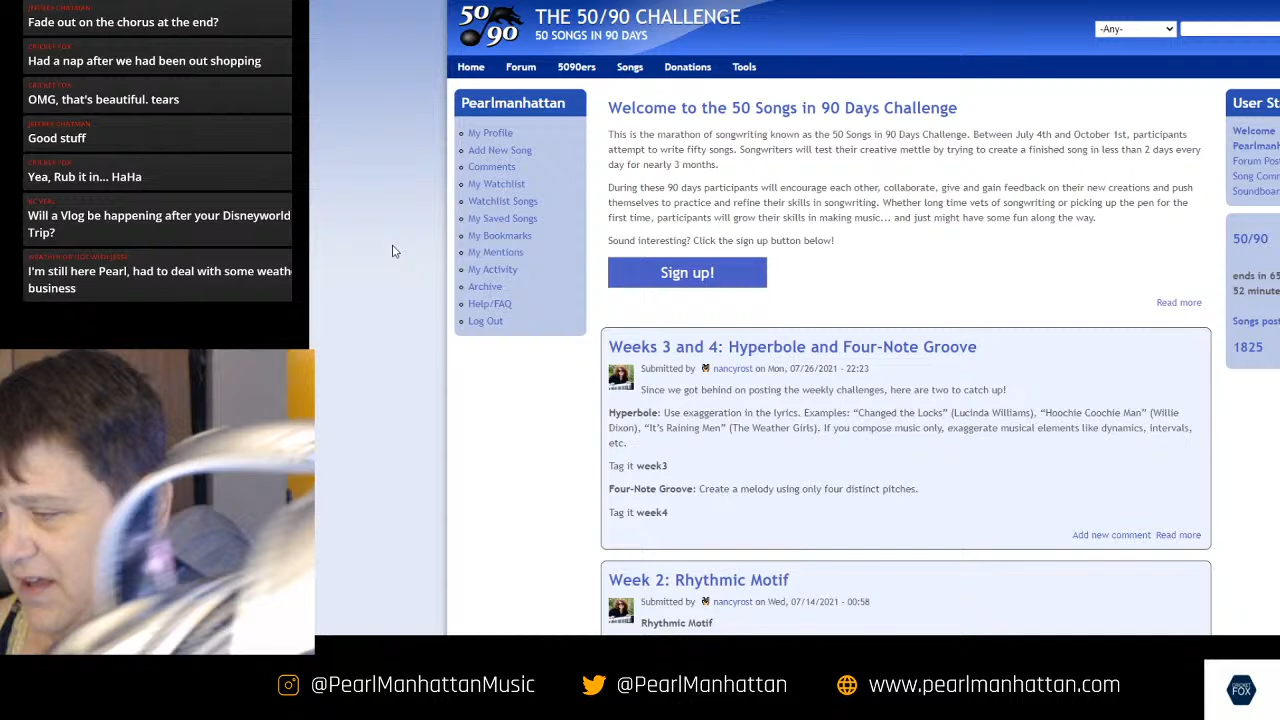 JEFFREY CHATMAN
Fade out on the chorus at the end?
CRICKET FOX
Had a nap after we had been out shopping
CRICKET FOX
OMG, that's beautiful. tears
JEFFREY CHATMAN
Good stuff
CRICKET FOX
Yea, Rub it in... HaHa
Will a Vlog be happening after your Disneyworld
Trip?
I'm still here Pearl, had to deal with some weathe
business
50
90
THE 50/90 CHALLENGE
50 SONGS IN 90 DAYS
-Any-
Home Forum 5090ers Songs Donations Tools
Pearlmanhattan
My Profile
Add New Song
Comments
My Watchlist
Watchlist Songs
My Saved Songs
My Bookmarks
My Mentions
My Activity
Archive
Help/FAQ
Log Out
Welcome to the 50 Songs in 90 Days Challenge
This is the marathon of songwriting known as the 50 Songs in 90 Days Challenge. Between July 4th and October 1st, participants
attempt to write fifty songs. Songwriters will test their creative mettle by trying to create a finished song in less than 2 days every
day for nearly 3 months.
During these 90 days participants will encourage each other, collaborate, give and gain feedback on their new creations and push
themselves to practice and refine their skills in songwriting. Whether long time vets of songwriting or picking up the pen for the
first time, participants will grow their skills in making music... and just might have some fun along the way.
Sound interesting? Click the sign up button below!
Sign up!
Read more
Weeks 3 and 4: Hyperbole and Four-Note Groove
Submitted by nancyrost on Mon, 07/26/2021 - 22:23
Since we got behind on posting the weekly challenges, here are two to catch up!
Hyperbole: Use exaggeration in the lyrics. Examples: “Changed the Locks” (Lucinda Williams), “Hoochie Coochie Man” (Willie
Dixon), “It’s Raining Men” (The Weather Girls). If you compose music only, exaggerate musical elements like dynamics, intervals,
etc.
Tag it week3
Four-Note Groove: Create a melody using only four distinct pitches.
Tag it week4
Add new comment Read more
Week 2: Rhythmic Motif
Submitted by nancyrost on Wed, 07/14/2021 - 00:58
Rhythmic Motif
User St
Welcome
Pearlmanh
Forum Post
Song Comm
Soundboar
50/90
ends in 65
52 minute
Songs post
1825
@PearlManhattanMusic @PearlManhattan www.pearlmanhattan.com
CRICKET
FOX